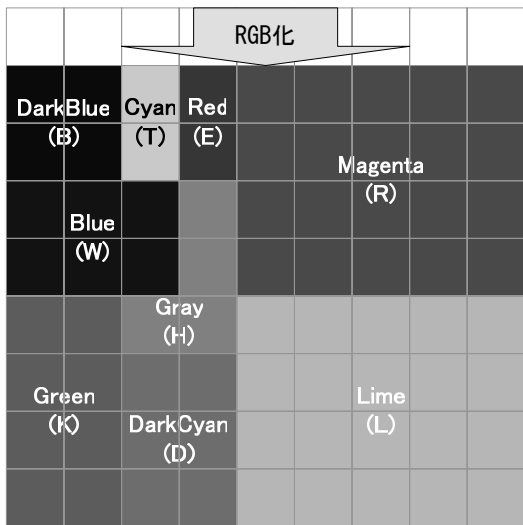 RGB化
DarkBlue
(B)
Cyan
(T)
Red
(E)
Magenta
(R)
Blue
(W)
Gray
(H)
Green
(K)
DarkCyan
(D)
Lime
(L)